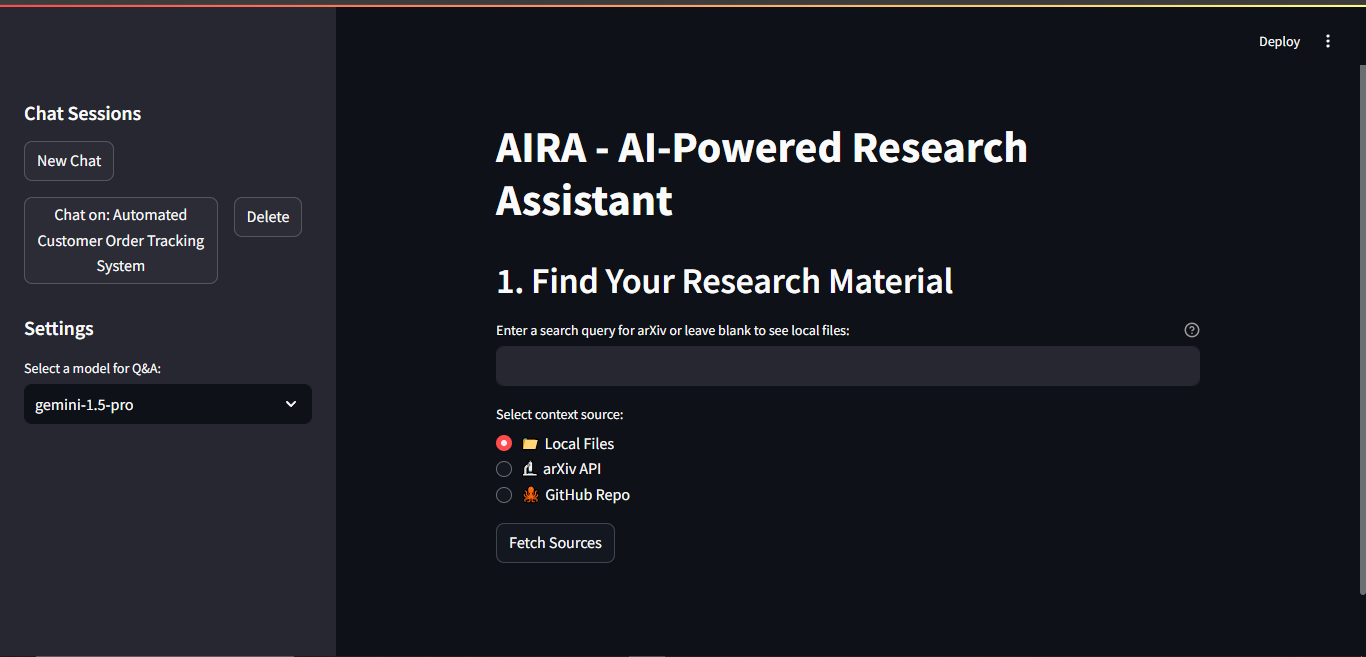 Deploy
Chat Sessions
New Chat
Chat on: Automated
Customer Order Tracking
System
Delete
Settings
Select a model for Q&A:
gemini-1.5-pro
AIRA - AI-Powered Research
Assistant
1. Find Your Research Material
Enter a search query for arXiv or leave blank to see local files:
Select context source:
Local Files
arXiv API
GitHub Repo
Fetch Sources